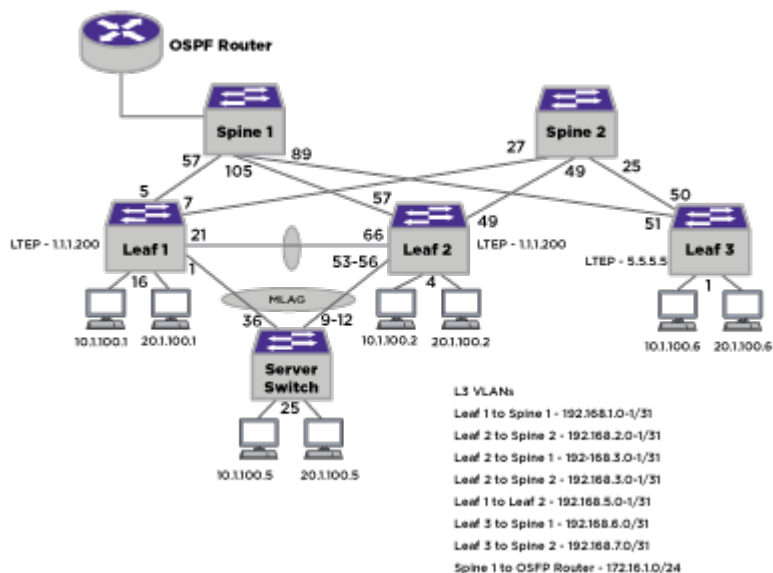 OSPF Router
Spine 1
Spine 2
57
105
89
27
49
25
5
7
57
49
50
51
LTEP - 1.1.1.200
Leaf 1
21
66
Leaf 2
LTEP - 1.1.1.200
Leaf 3
LTEP - 5.5.5.5
16
1
53-56
4
1
MLAG
10.1.100.1
20.1.100.1
36
9-12
10.1.100.2
20.1.100.2
10.1.100.6
20.1.100.6
Server
Switch
25
10.1.100.5
20.1.100.5
L3 VLANs
Leaf 1 to Spine 1 - 192.168.1.0-1/31
Leaf 2 to Spine 2 - 192.168.2.0-1/31
Leaf 2 to Spine 1 - 192-168.3.0-1/31
Leaf 2 to Spine 2 - 192.168.3.0-1/31
Leaf 1 to Leaf 2 - 192.168.5.0-1/31
Leaf 3 to Spine 1 - 192.168.6.0/31
Leaf 3 to Spine 2 - 192.168.7.0/31
Spine 1 to OSFP Router - 172.16.1.0/24